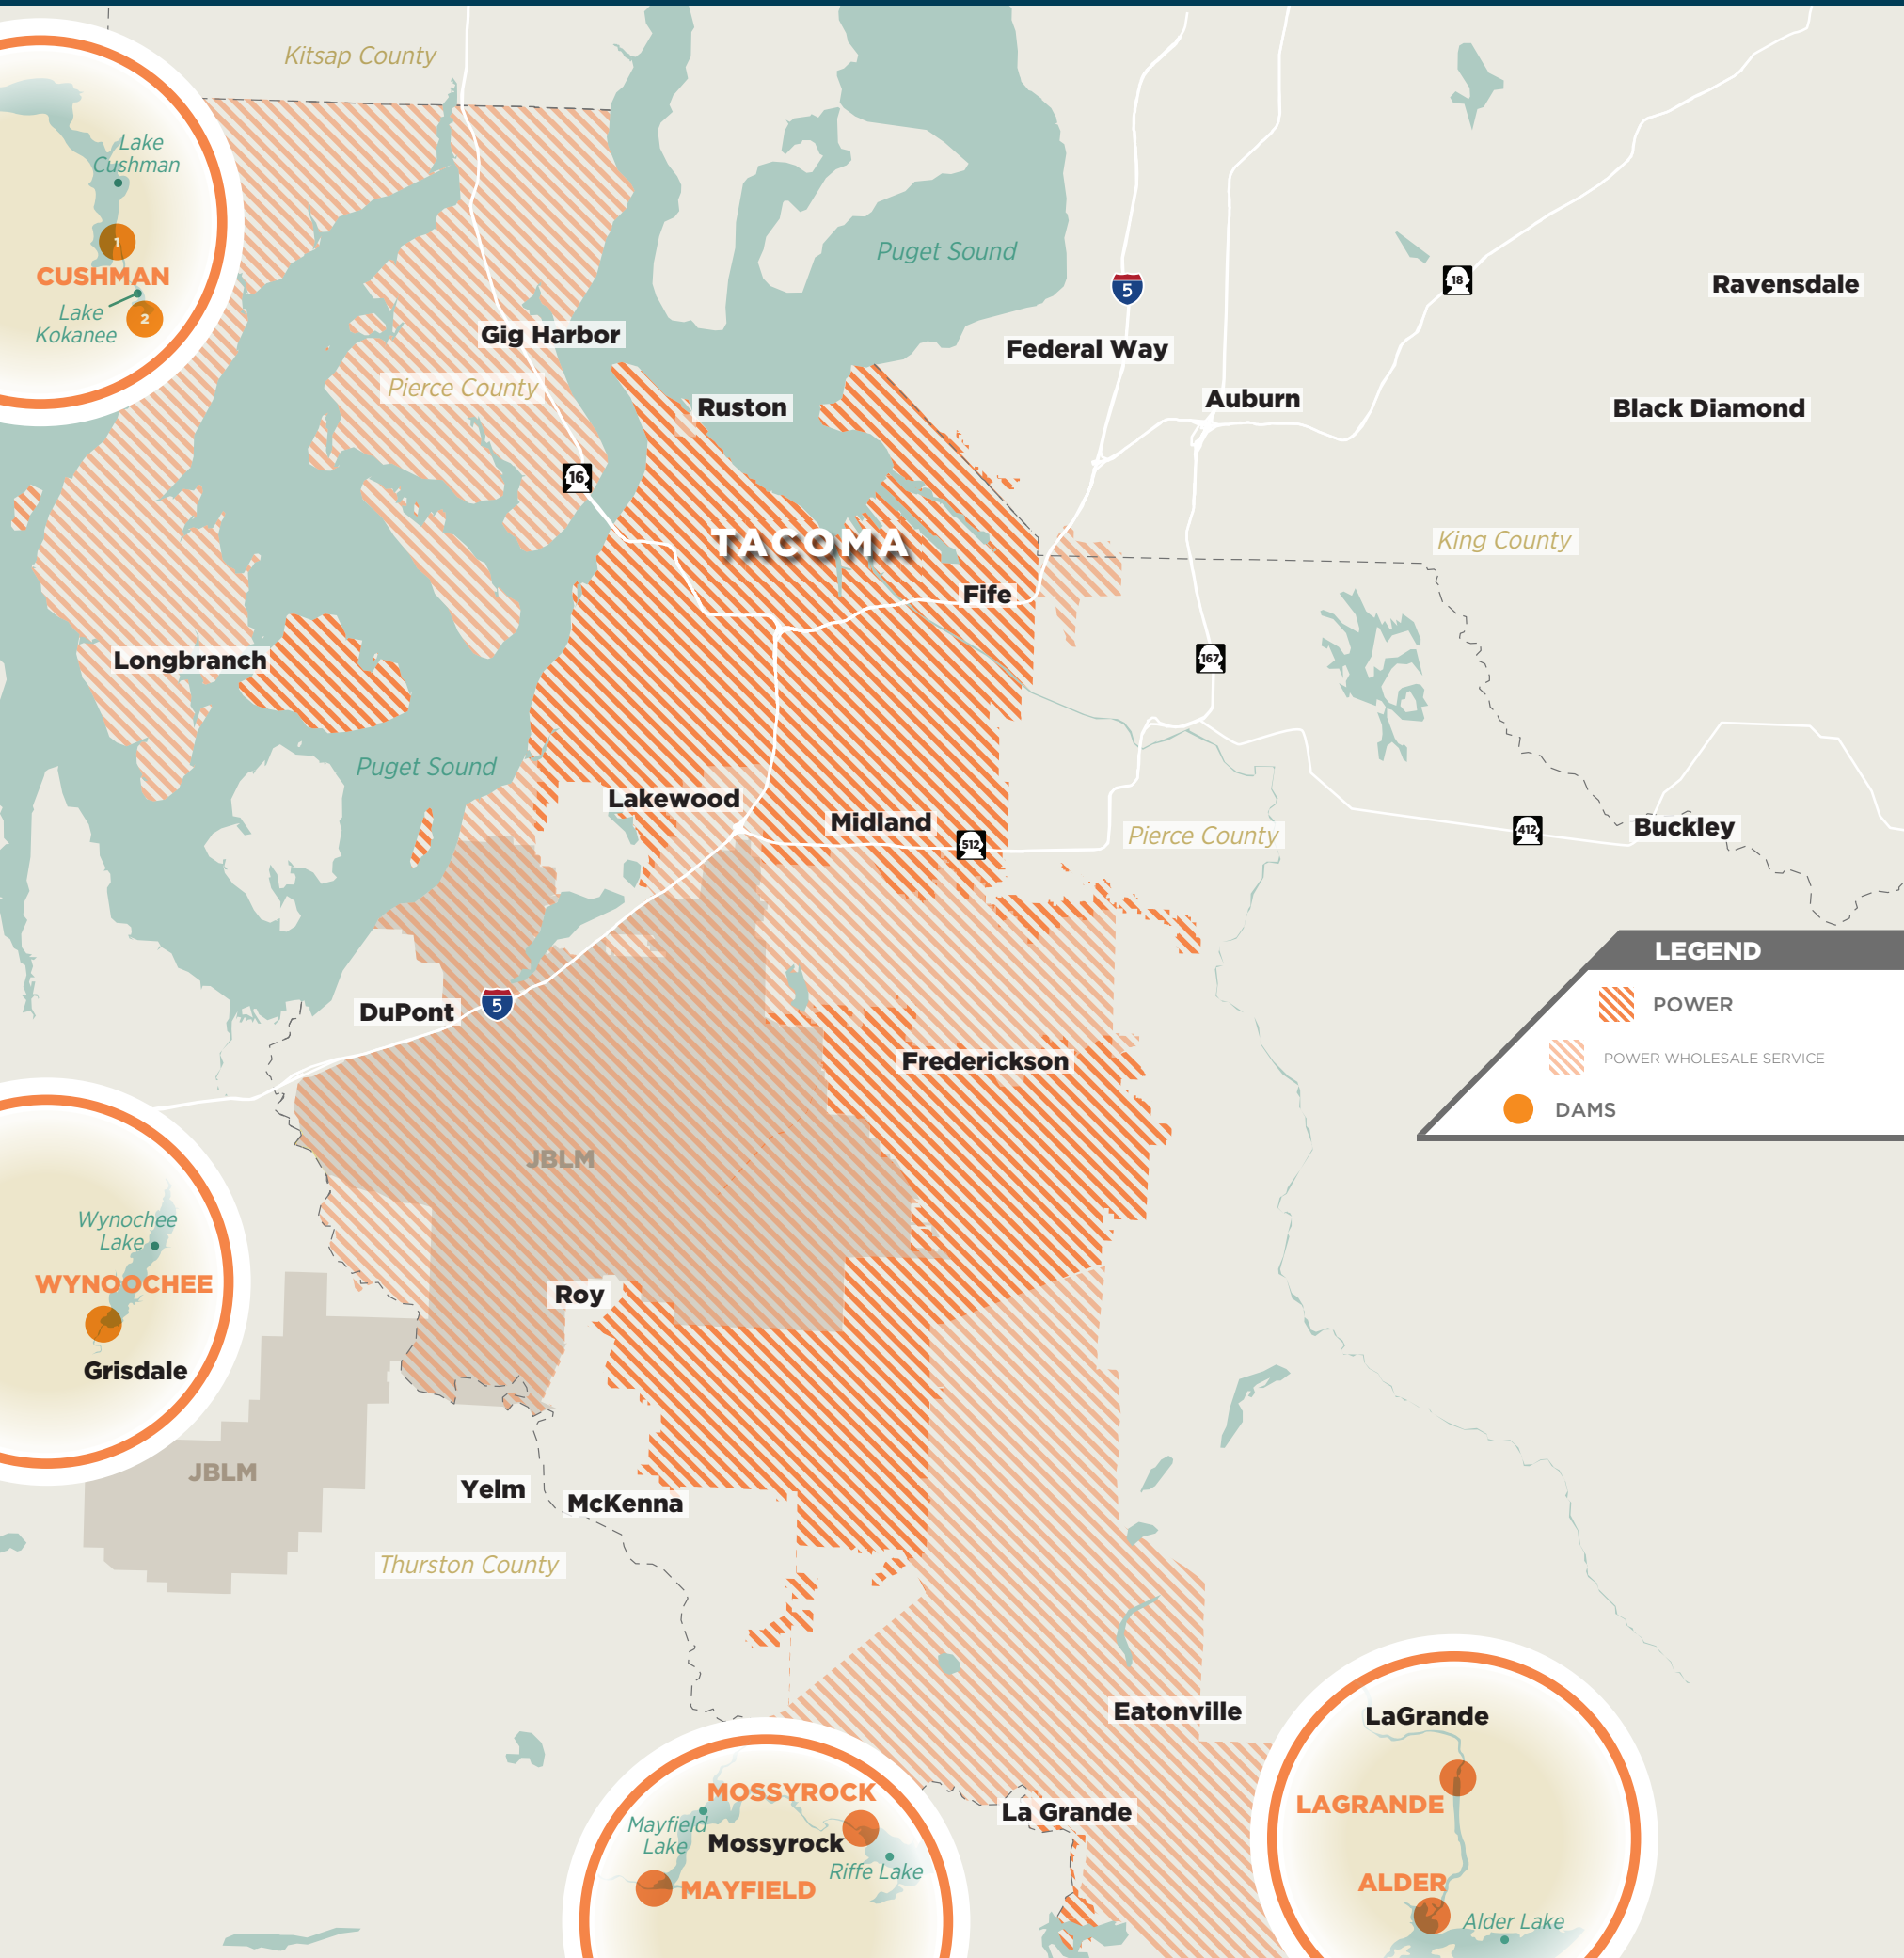 Kitsap County
Lake
Cushman
1
CUSHMAN
Lake
Kokanee
2
Puget Sound
5
18
Ravensdale
Gig Harbor
Federal Way
Pierce County
Ruston
Auburn
Black Diamond
16
TACOMA
King County
Fife
Longbranch
167
Puget Sound
Lakewood
Midland
512
Pierce County
412
Buckley
LEGEND
POWER
POWER WHOLESALE SERVICE
DAMS
DuPont
5
Frederickson
JBLM
Wynochee
Lake
WYNOOCHEE
Grisdale
Roy
JBLM
Yelm
McKenna
Thurston County
Eatonville
LaGrande
LAGRANDE
ALDER
Alder Lake
La Grande
MOSSYROCK
Mayfield
Lake
Mossyrock
Riffe Lake
MAYFIELD